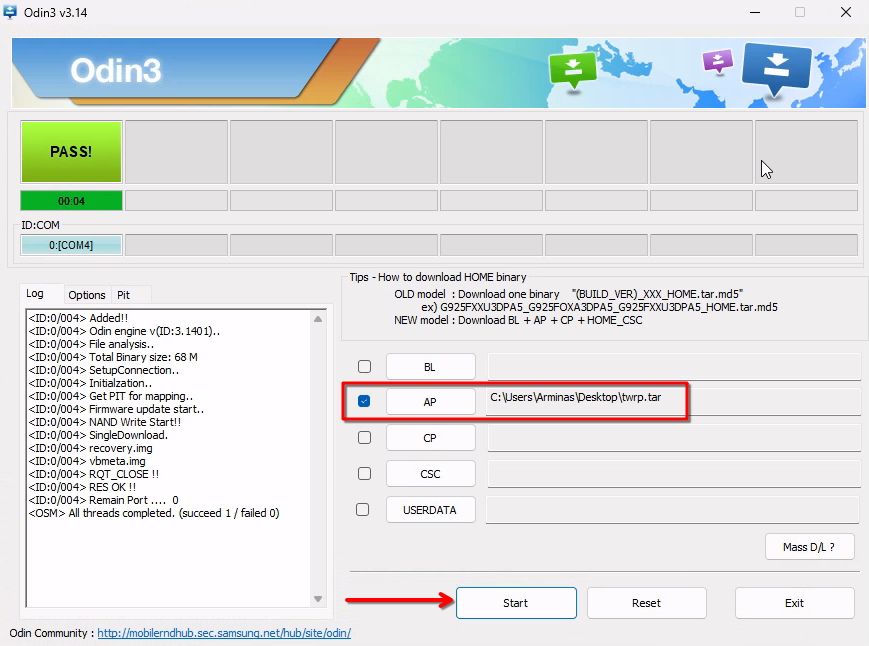 Odin3 v3.14
Odin3
PASS!
00:04
ID:COM
0:[COM4]
Log
Options
Pit
<ID:0/004> Added!!
<ID:0/004> Odin engine v(ID:3.1401)..
<ID:0/004> File analysis..
<ID:0/004> Total Binary size: 68 M
<ID:0/004> SetupConnection..
<ID:0/004> Initialzation..
<ID:0/004> Get PIT for mapping..
<ID:0/004> Firmware update start..
<ID:0/004> NAND Write Start!!
<ID:0/004> SingleDownload.
<ID:0/004> recovery.img
<ID:0/004> vbmeta.img
<ID:0/004> RQT_CLOSE !!
<ID:0/004> RES OK !!
<ID:0/004> Remain Port .... 0
<OSM> All threads completed. (succeed 1 / failed 0)
Tips - How to download HOME binary
OLD model : Download one binary "(BUILD_VER)_XXX_HOME.tar.md5"
ex) G925FXXU3DPA5_G925FOXA3DPA5_G925FXXU3DPA5_HOME.tar.md5
NEW model : Download BL + AP + CP + HOME_CSC
BL
AP C:\Users\Arminas\Desktop\twrp.tar
CP
CSC
USERDATA
Mass D/L ?
Start
Reset
Exit
Odin Community : http://mobilerndhub.sec.samsung.net/hub/site/odin/